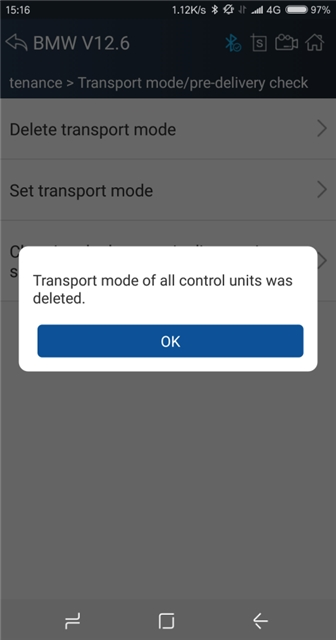 15:16 1.12K/s 4G 97%
BMW V12.6
S
tenance > Transport mode/pre-delivery check
Delete transport mode
Set transport mode
Transport mode of all control units was
deleted.
OK